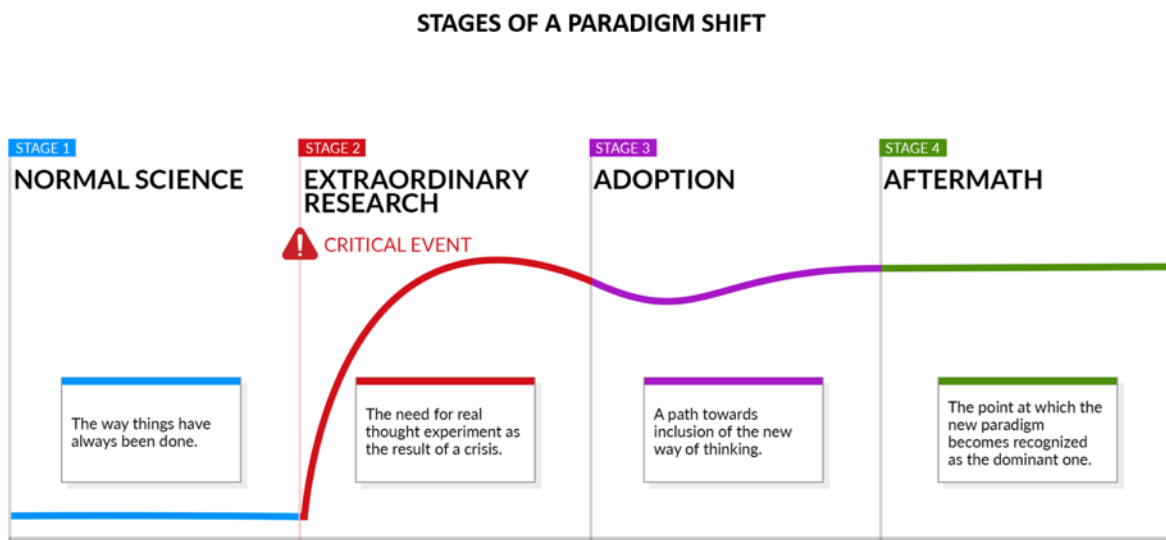 STAGES OF A PARADIGM SHIFT
STAGE 1
NORMAL SCIENCE
The way things have
always been done.
STAGE 2
EXTRAORDINARY
RESEARCH
CRITICAL EVENT
The need for real
thought experiment as
the result of a crisis.
STAGE 3
ADOPTION
A path towards
inclusion of the new
way of thinking.
STAGE 4
AFTERMATH
The point at which the
new paradigm
becomes recognized
as the dominant one.